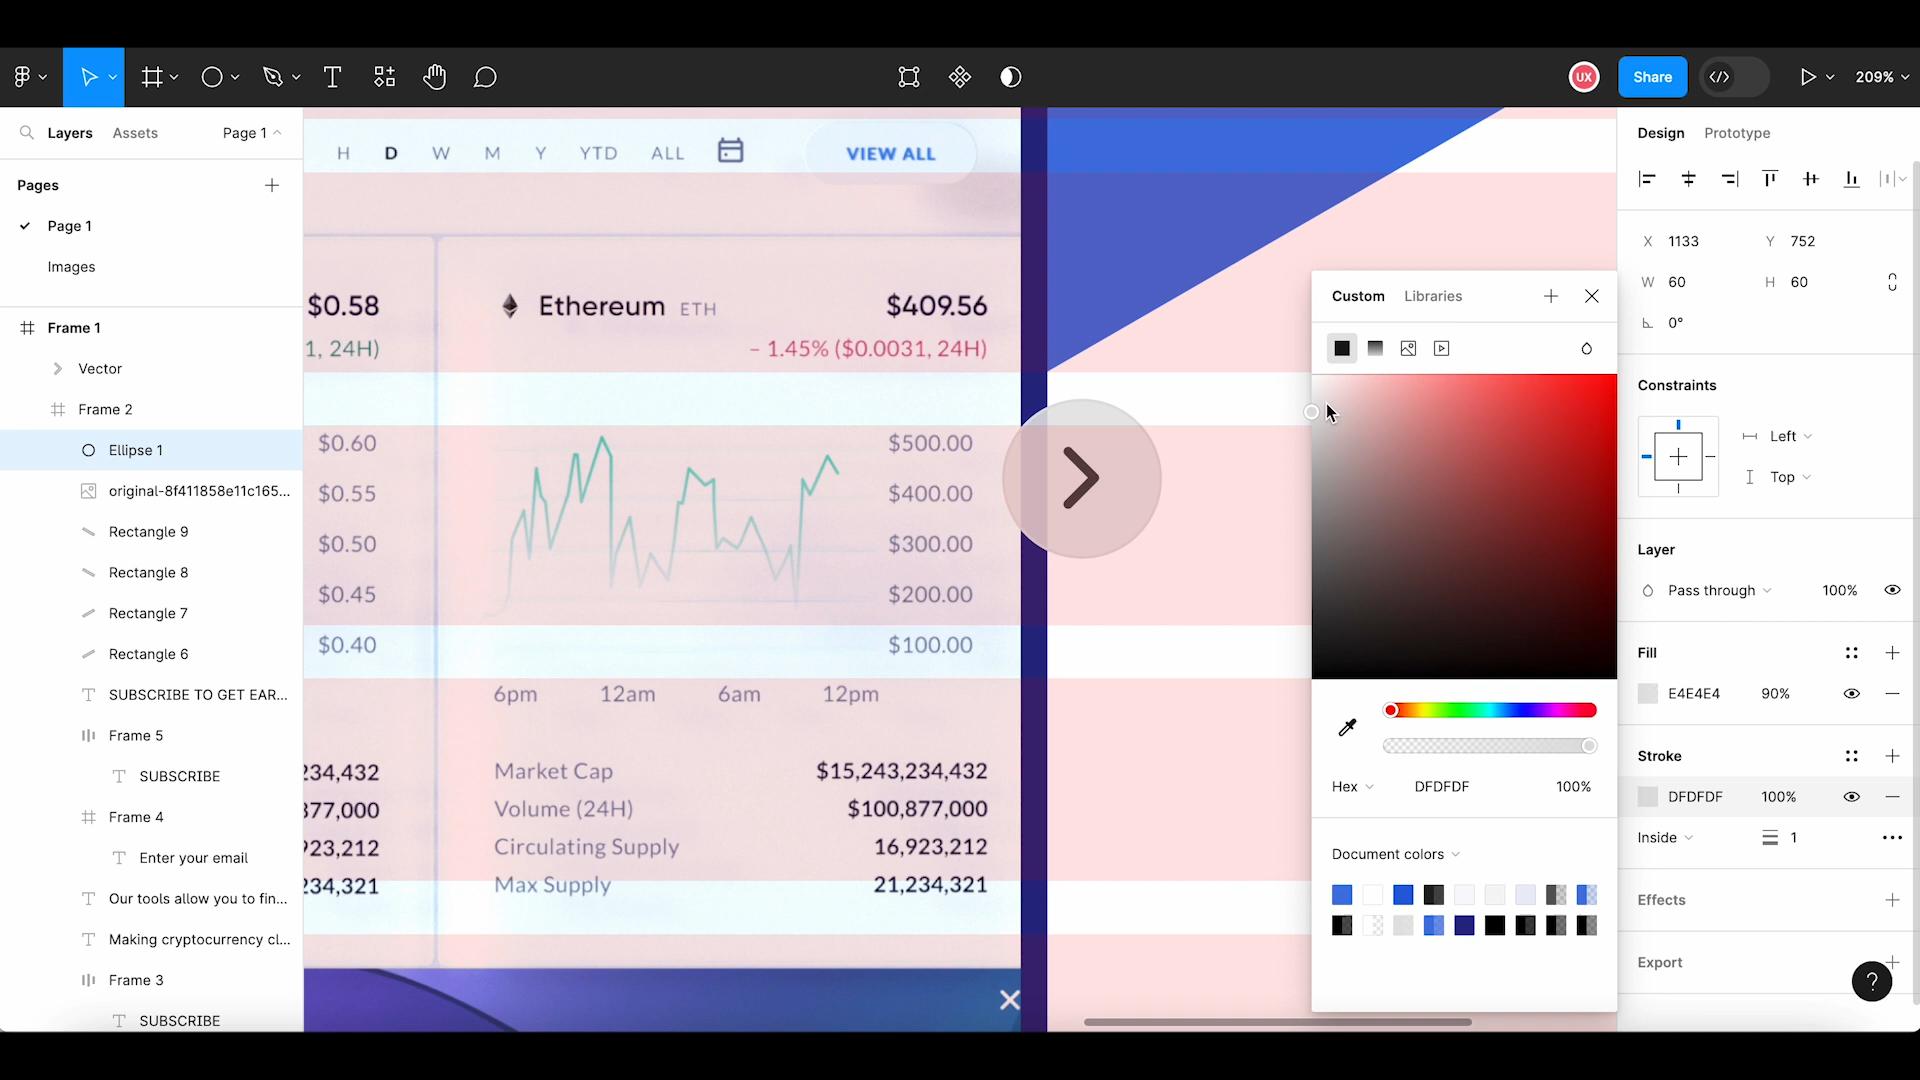 UX
Share
209%
Layers
Assets
Page 1
Pages
Page 1
Images
Frame 1
Vector
Frame 2
Ellipse 1
original-8f411858e11c165...
Rectangle 9
Rectangle 8
Rectangle 7
Rectangle 6
SUBSCRIBE TO GET EAR...
Frame 5
SUBSCRIBE
Frame 4
Enter your email
Our tools allow you to fin...
Making cryptocurrency cl...
Frame 3
SUBSCRIBE
H D W M Y YTD ALL
VIEW ALL
$0.58
1, 24H)
$0.60
$0.55
$0.50
$0.45
$0.40
234,432
877,000
923,212
234,321
Ethereum ETH $409.56
– 1.45% ($0.0031, 24H)
$500.00
$400.00
$300.00
$200.00
$100.00
6pm 12am 6am 12pm
Market Cap $15,243,234,432
Volume (24H) $100,877,000
Circulating Supply 16,923,212
Max Supply 21,234,321
Custom Libraries
Hex DFDFDF 100%
Document colors
Design Prototype
X 1133 Y 752
W 60 H 60
0°
Constraints
Left
Top
Layer
Pass through 100%
Fill
E4E4E4 90%
Stroke
DFDFDF 100%
Inside 1
Effects
Export
?